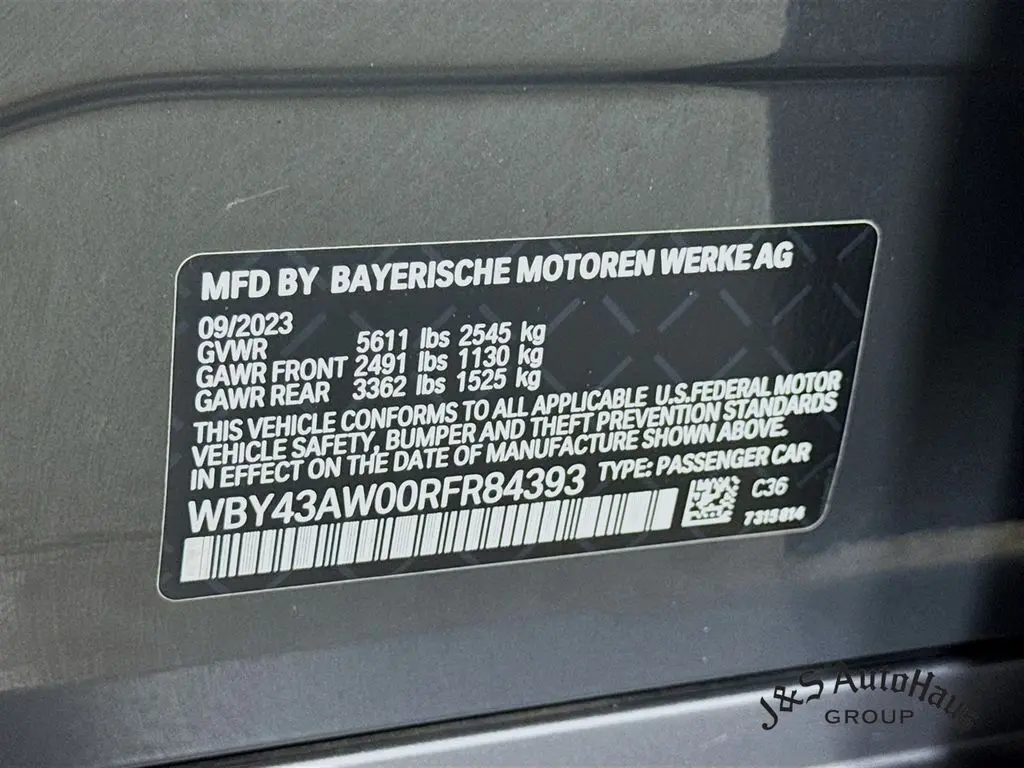 MFD BY BAYERISCHE MOTOREN WERKE AG
09/2023
GVWR 5611 lbs 2545 kg
GAWR FRONT 2491 lbs 1130 kg
GAWR REAR 3362 lbs 1525 kg
THIS VEHICLE CONFORMS TO ALL APPLICABLE U.S.FEDERAL MOTOR
VEHICLE SAFETY, BUMPER AND THEFT PREVENTION STANDARDS
IN EFFECT ON THE DATE OF MANUFACTURE SHOWN ABOVE.
WBY43AW00RFR84393 TYPE: PASSENGER CAR
C36
7315814
J&S AutoHaus
GROUP